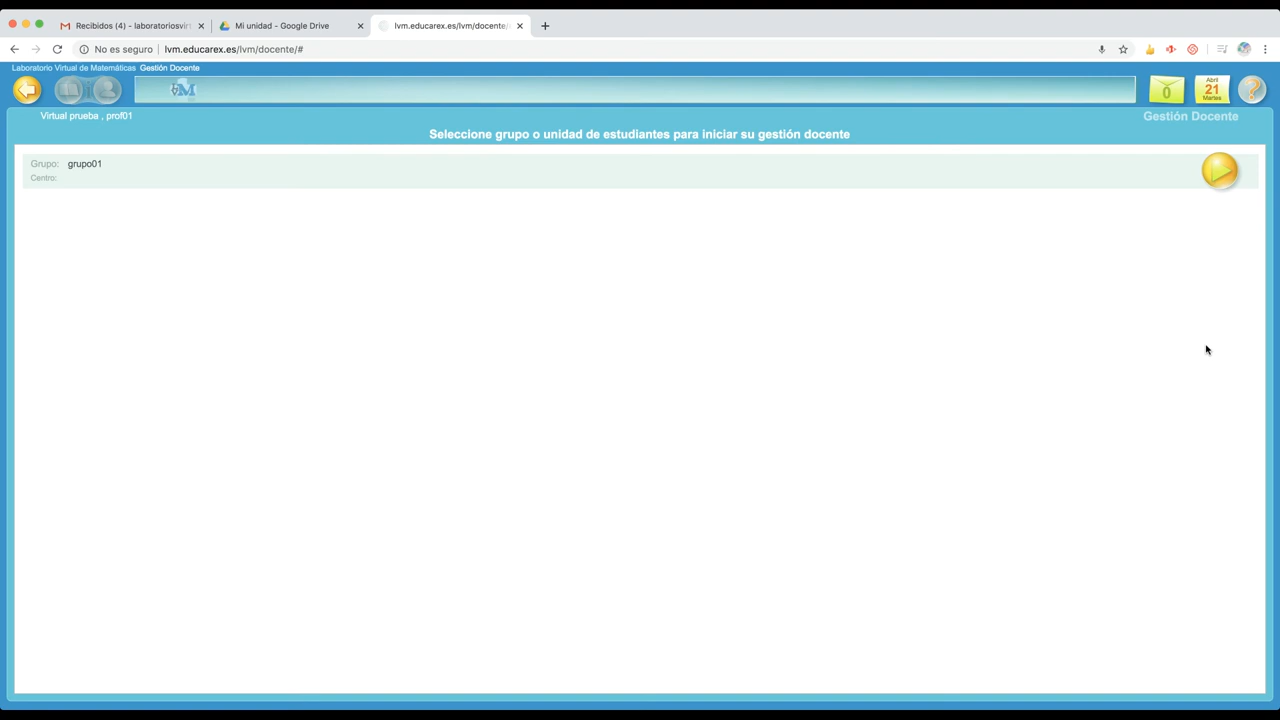 Recibidos (4) - laboratoriosvir
Mi unidad - Google Drive
lvm.educarex.es/lvm/docente/
No es seguro | lvm.educarex.es/lvm/docente/#
Laboratorio Virtual de Matemáticas Gestión Docente
0
Abril
21
Martes
?
Virtual prueba , prof01
Gestión Docente
Seleccione grupo o unidad de estudiantes para iniciar su gestión docente
Grupo: grupo01
Centro: